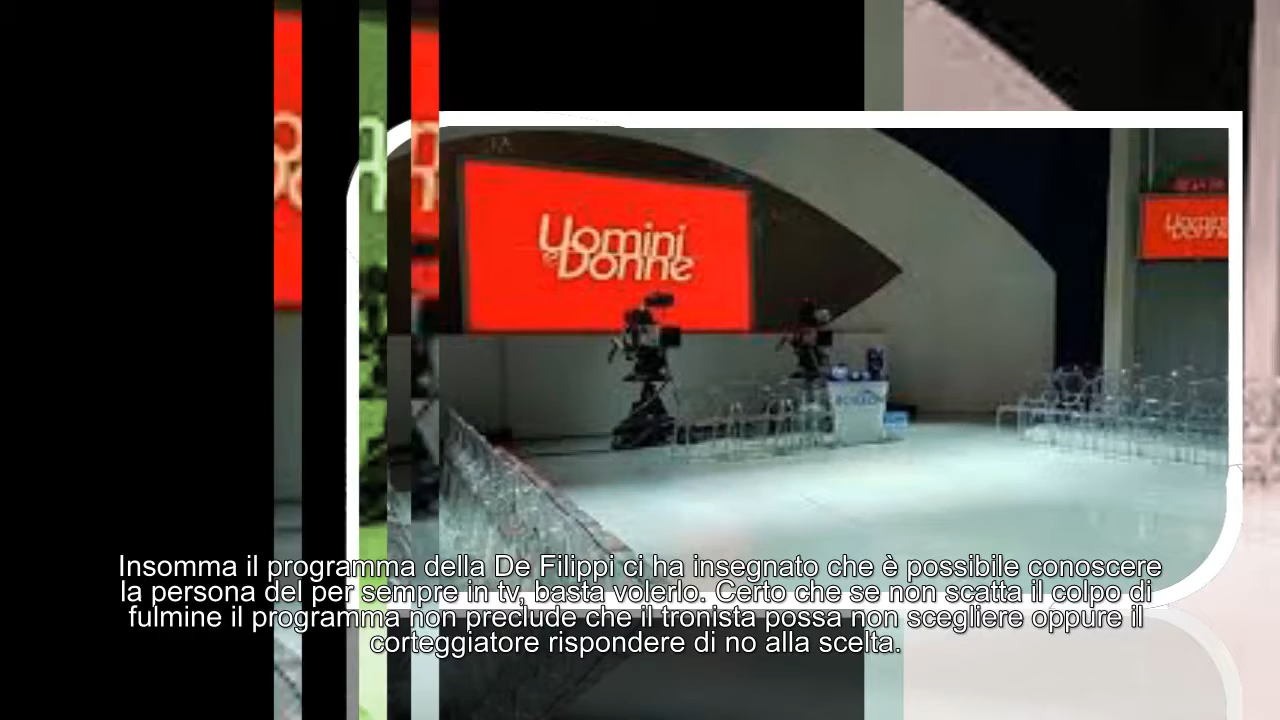 Uomini
e Donne
Uomini
Donne
Insomma il programma della De Filippi ci ha insegnato che è possibile conoscere
la persona del per sempre in tv, basta volerlo. Certo che se non scatta il colpo di
fulmine il programma non preclude che il tronista possa non scegliere oppure il
corteggiatore rispondere di no alla scelta.